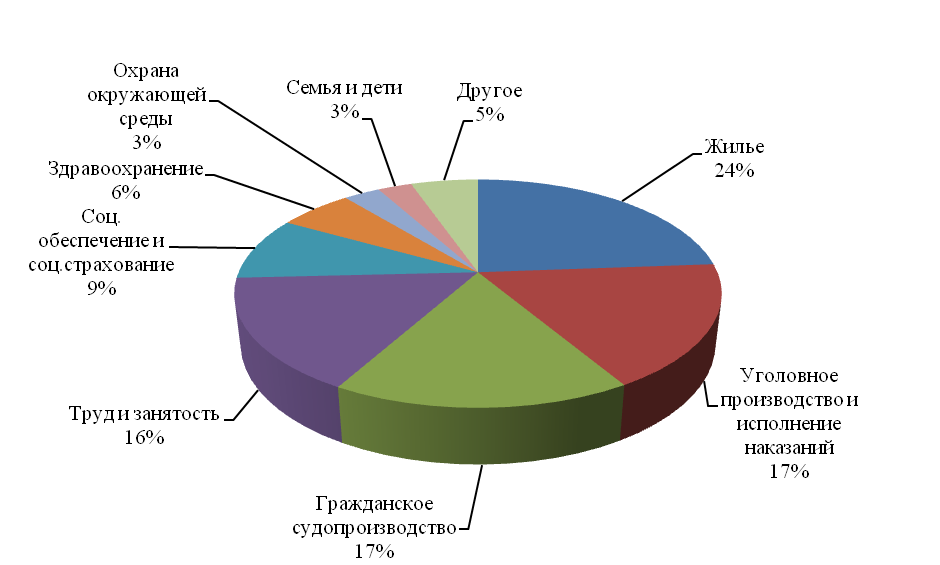 Охрана
окружающей
среды
3%
Семья и дети
3%
Другое
5%
Жилье
24%
Здравоохранение
6%
Соц.
обеспечение и
соц.страхование
9%
Труд и занятость
16%
Гражданское
судопроизводство
17%
Уголовное
производство и
исполнение
наказаний
17%